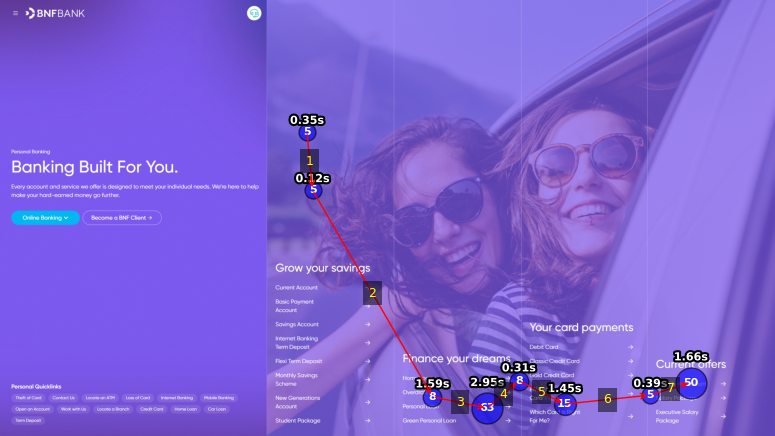 BNFBANK
Personal Banking
Banking Built For You.
Every account and service we offer is designed to meet your individual needs. We're here to help
make your hard-earned money go further.
Online Banking
Become a BNF Client →
Personal Quicklinks
Theft of Card
Contact Us
Locate an ATM
Loss of Card
Internet Banking
Mobile Banking
Open an Account
Work with Us
Locate a Branch
Credit Card
Home Loan
Car Loan
Term Deposit
Grow your savings
Current Account
Basic Payment
Account
Savings Account
Internet Banking
Term Deposit
Flexi Term Deposit
Monthly Savings
Scheme
New Generations
Account
Student Package
Finance your dreams
Personal
Green Personal Loan
Your card payments
Debit Card
Classic Credit Card
Gold Credit Card
Card
Which Card
For Me?
Current offers
Executive Salary
Package
0.35s
5
1
0.12s
5
2
1.59s
8
3
2.95s
63
4
0.31s
8
5
1.45s
15
6
0.39s
5
7
1.66s
50